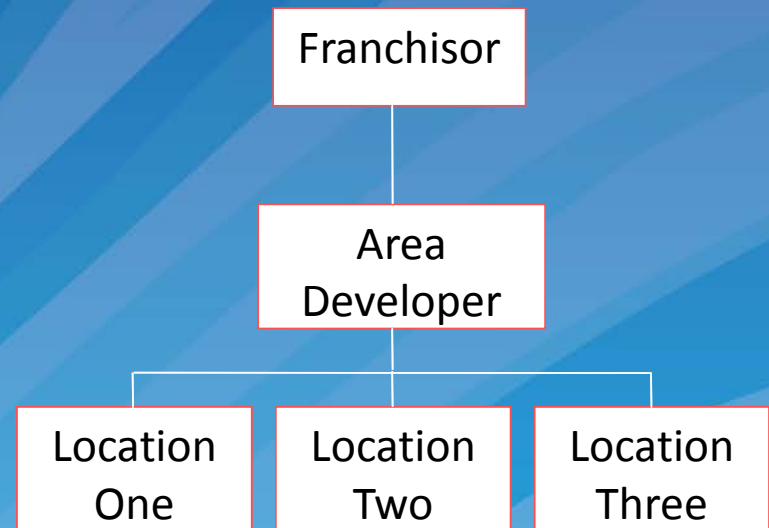 Franchisor
Area
Developer
Location
One
Location
Two
Location
Three